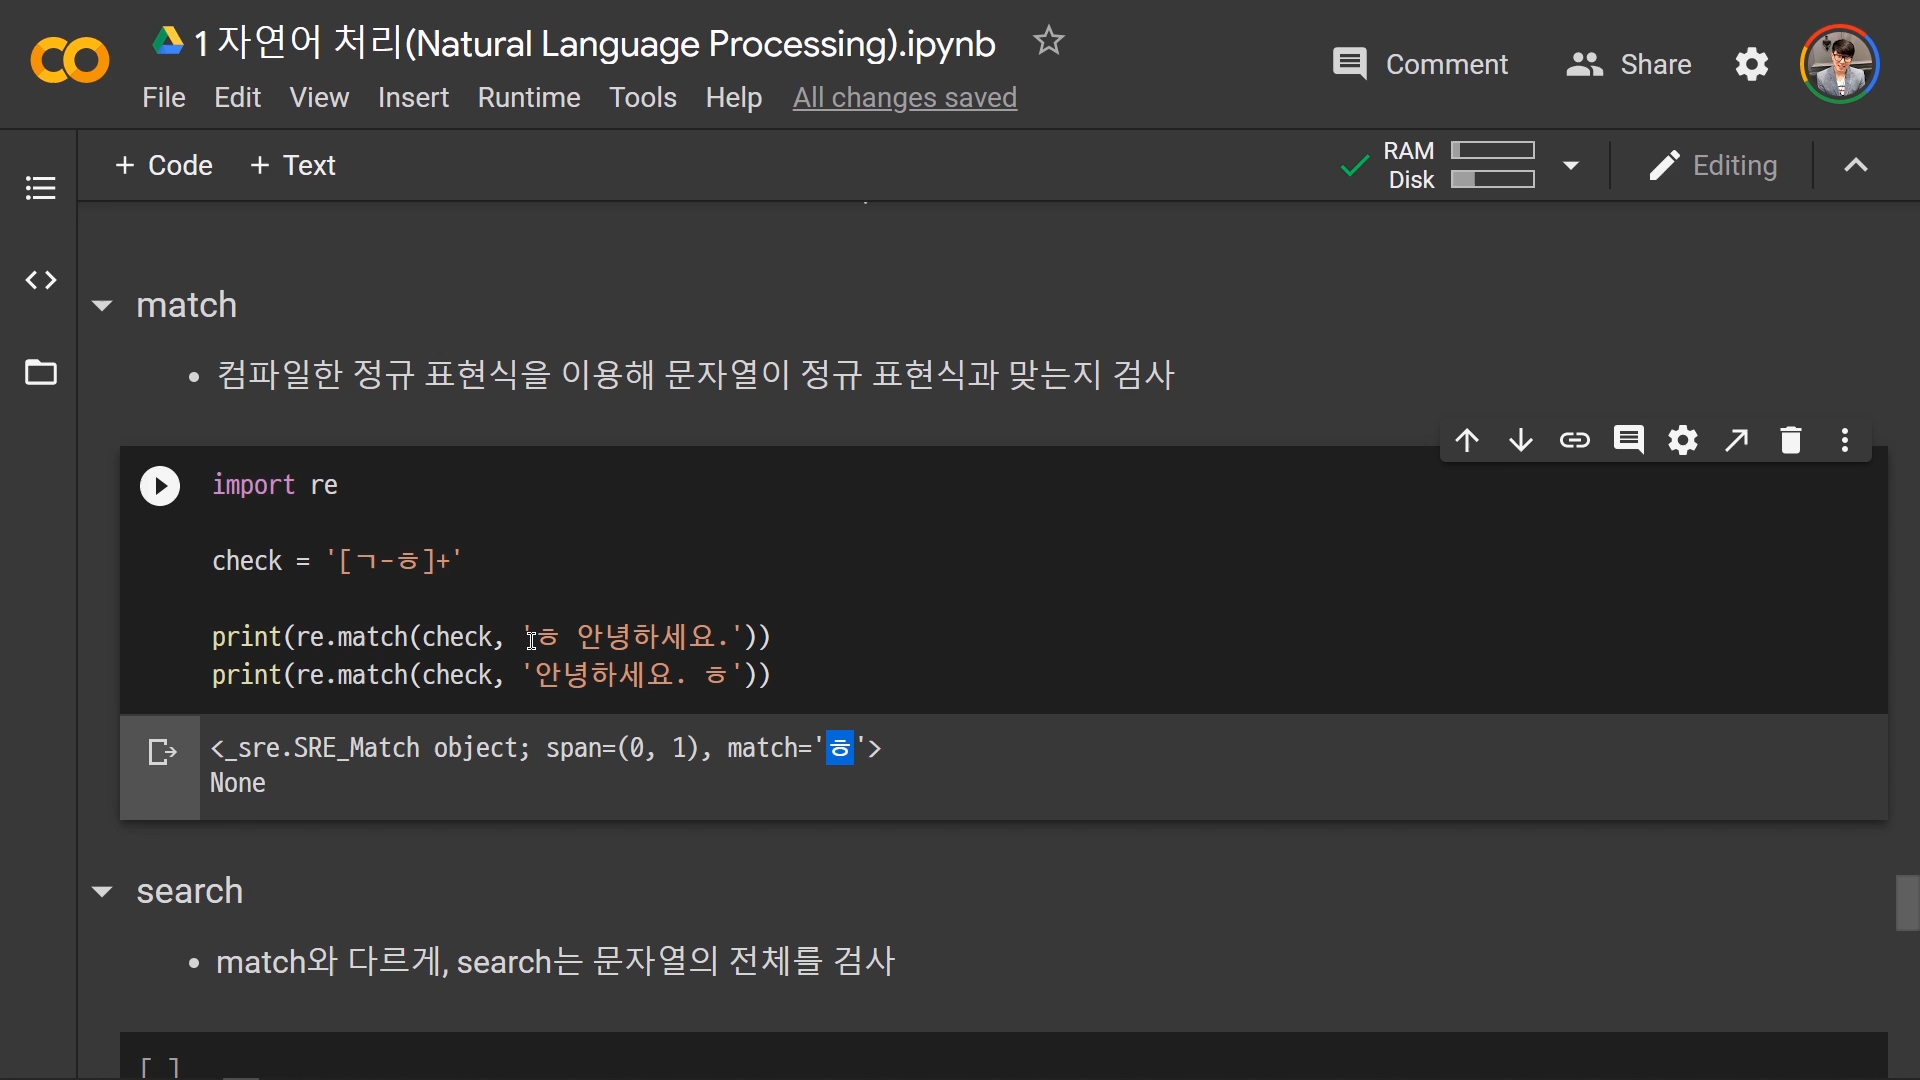 1 자연어 처리(Natural Language Processing).ipynb
Comment
Share
File Edit View Insert Runtime Tools Help All changes saved
+ Code + Text
RAM
Disk
Editing
match
• 컴파일한 정규 표현식을 이용해 문자열이 정규 표현식과 맞는지 검사
import re
check = '[ㄱ-ㅎ]+'
print(re.match(check, 'ㅎ 안녕하세요.'))
print(re.match(check, '안녕하세요. ㅎ'))
<_sre.SRE_Match object; span=(0, 1), match='ㅎ'>
None
search
• match와 다르게, search는 문자열의 전체를 검사
[ ]